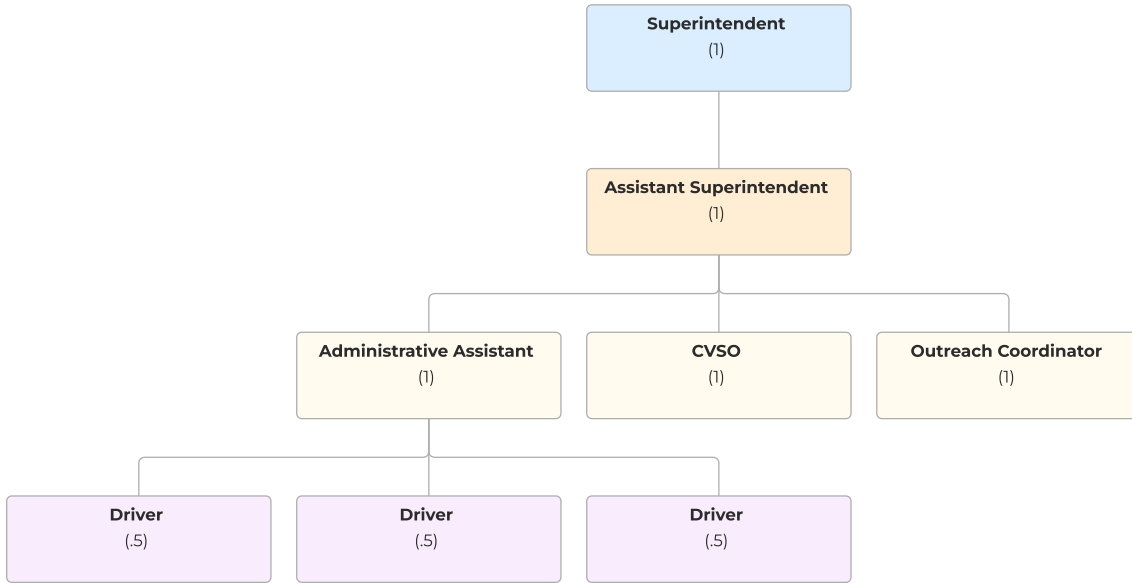 Superintendent
(1)
Assistant Superintendent
(1)
Administrative Assistant
(1)
CVSO
(1)
Outreach Coordinator
(1)
Driver
(.5)
Driver
(.5)
Driver
(.5)